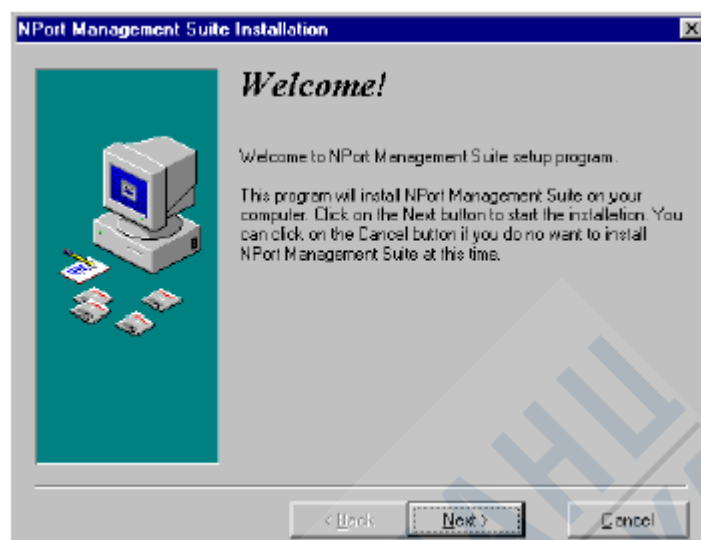 NPort Management Suite Installation
Welcome!
Welcome to NPort Management Suite setup program.
This program will install NPort Management Suite on your
computer. Click on the Next button to start the installation. You
can click on the Cancel button if you do no want to install
NPort Management Suite at this time.
< Back
Next >
Cancel